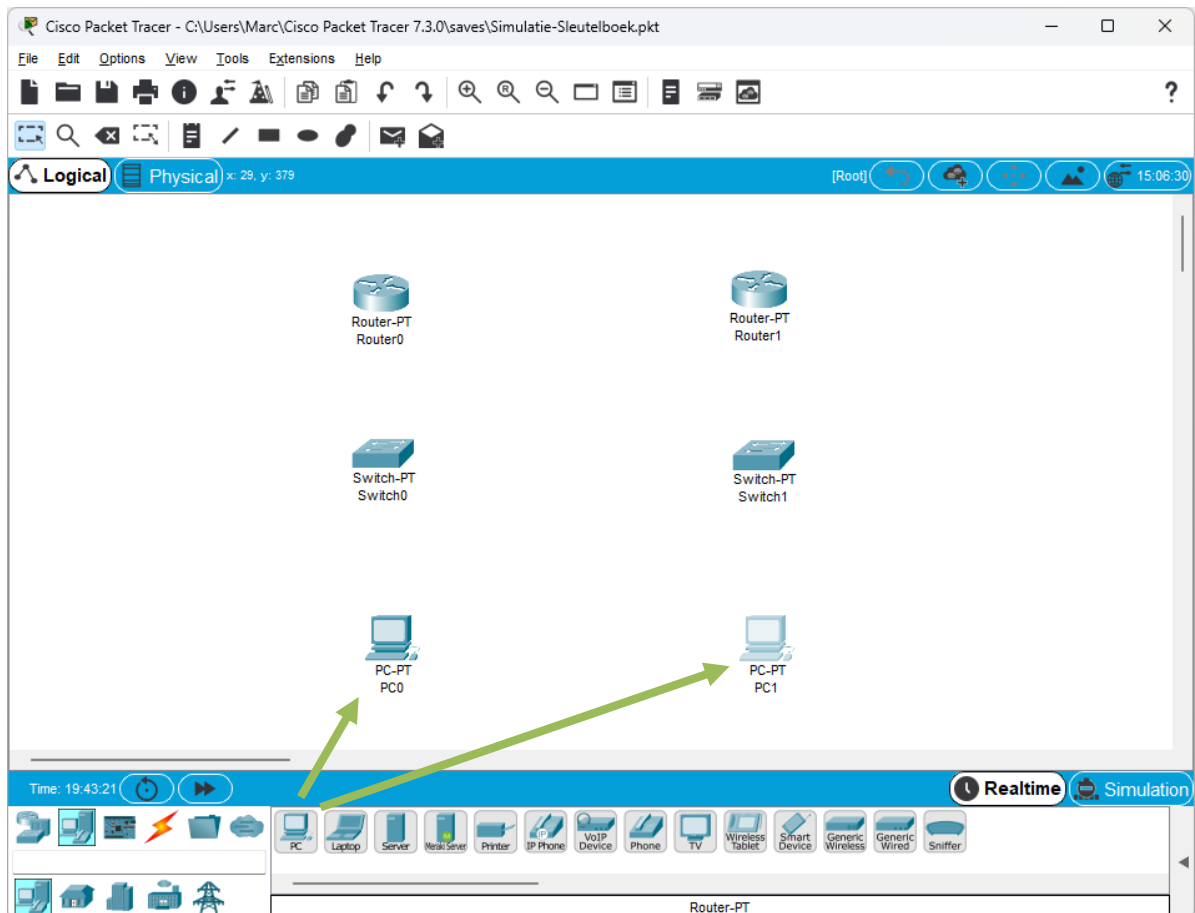 Cisco Packet Tracer - C:\Users\Marc\Cisco Packet Tracer 7.3.0\saves\Simulatie-Sleutelboek.pkt
File Edit Options View Tools Extensions Help
R
?
Logical Physical x: 29, y: 379 [Root] 15:06:30
Router-PT
Router0
Router-PT
Router1
Switch-PT
Switch0
Switch-PT
Switch1
PC-PT
PC0
PC-PT
PC1
Time: 19:43:21 Realtime Simulation
PC
Laptop
Server
Meraki Server
Printer
IP
IP Phone
VoIP
Device
Phone
TV
Wireless
Tablet
Smart
Device
Generic
Wireless
Generic
Wired
Sniffer
Router-PT